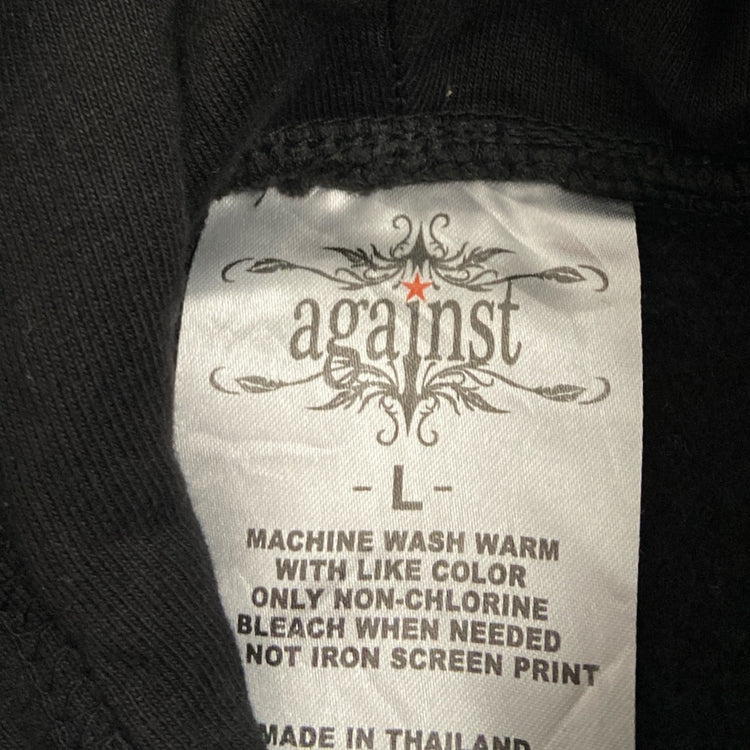 against
- L -
MACHINE WASH WARM
WITH LIKE COLOR
ONLY NON-CHLORINE
BLEACH WHEN NEEDED
NOT IRON SCREEN PRINT
MADE IN THAILAND